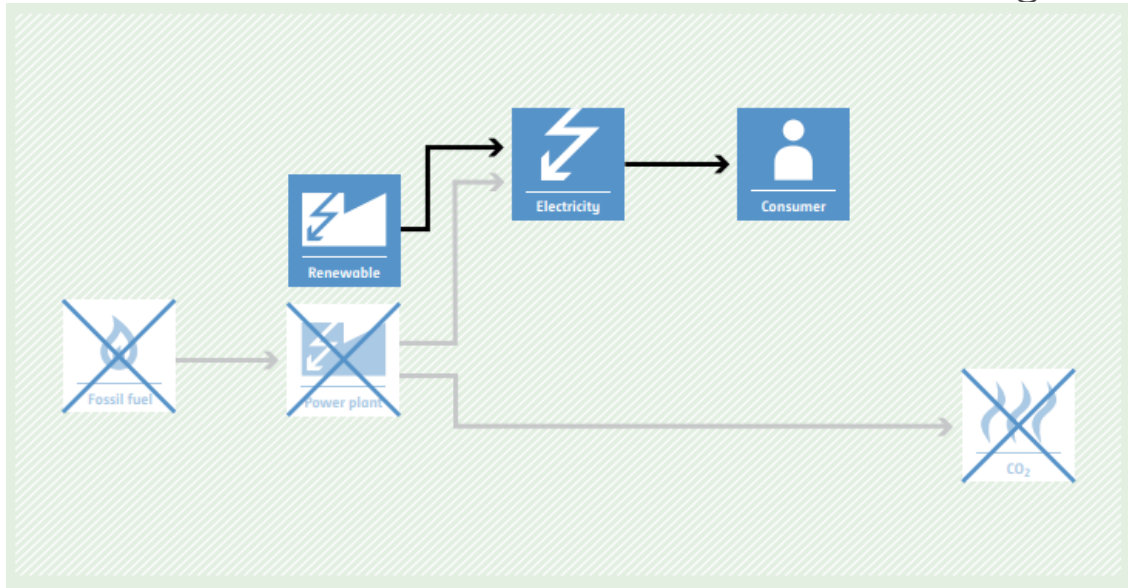 Electricity
Consumer
Renewable
Fossil fuel
Power plant
CO₂